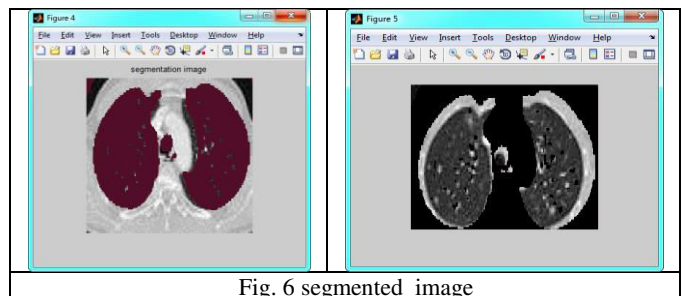 Figure 4
File Edit View Insert Tools Desktop Window Help
segmentation image
Figure 5
File Edit View Insert Tools Desktop Window Help
Fig. 6 segmented image